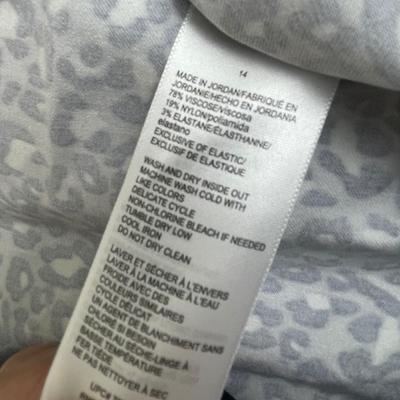 14
MADE IN JORDAN/FABRIQUÉ EN
JORDANIE/HECHO EN JORDANIA
78% VISCOSE/viscosa
19% NYLON/poliamida
3% ELASTANE/ÉLASTHANNE/
elastano
EXCLUSIVE OF ELASTIC/
EXCLUSIF DE ELASTIQUE
WASH AND DRY INSIDE OUT
MACHINE WASH COLD WITH
LIKE COLORS
DELICATE CYCLE
NON-CHLORINE BLEACH IF NEEDED
TUMBLE DRY LOW
COOL IRON
DO NOT DRY CLEAN
LAVER ET SÉCHER À L'ENVERS
LAVER À LA MACHINE À L'EAU
FROIDE AVEC DES
COULEURS SIMILAIRES
CYCLE DÉLICAT
UN AGENT DE BLANCHIMENT SANS
CHLORE SI BESOIN
SÉCHER AU SÈCHE-LINGE À
BASSE TEMPÉRATURE
NE PAS NETTOYER À SEC
UPC#